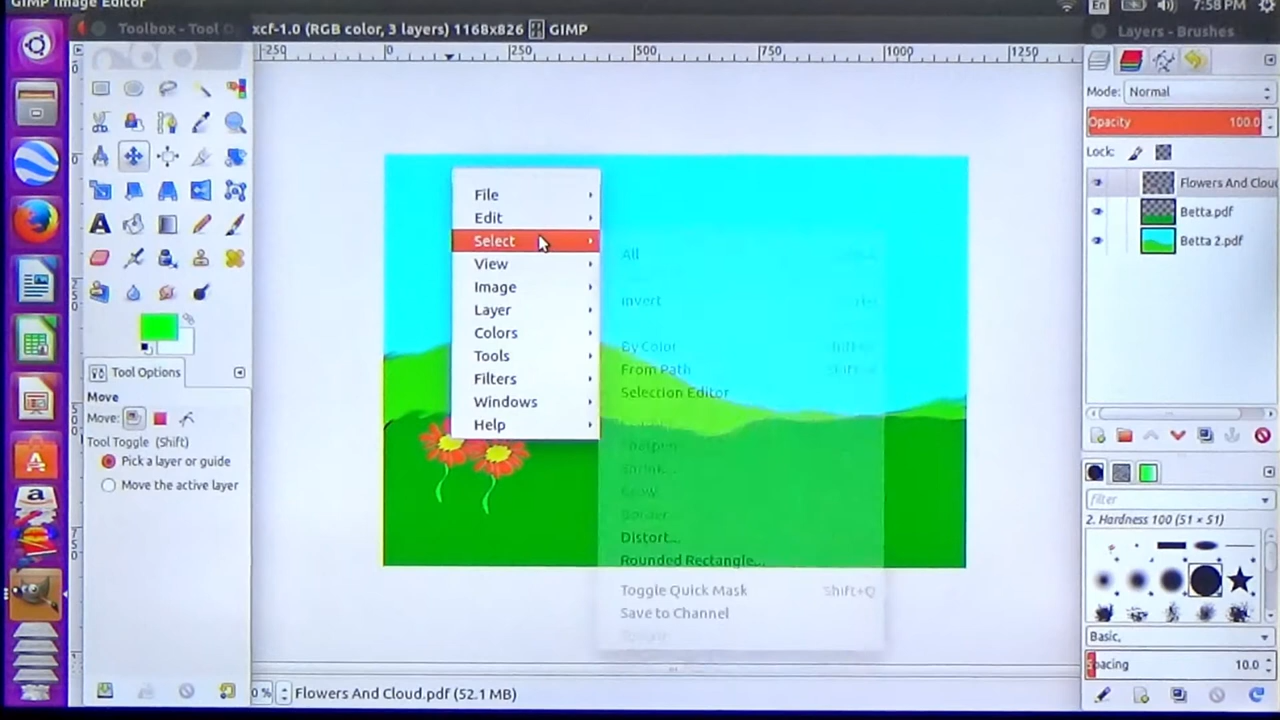 GIMP Image Editor
En
7:58 PM
Toolbox - Tool O
xcf-1.0 (RGB color, 3 layers) 1168x826
GIMP
Layers - Brushes
-250
0
250
500
750
1000
1250
Mode: Normal
Opacity 100.0
Lock:
Flowers And Clou
Betta.pdf
Betta 2.pdf
File
Edit
Select
View
Image
Layer
Colors
Tools
Filters
Windows
Help
All
Invert
By Color
From Path
Selection Editor
Sharpen
Shrink...
Grow...
Border...
Distort...
Rounded Rectangle...
Toggle Quick Mask Shift+Q
Save to Channel
Tool Options
Move
Move:
Tool Toggle (Shift)
Pick a layer or guide
Move the active layer
filter
2. Hardness 100 (51 × 51)
Basic,
Spacing 10.0
0 %
Flowers And Cloud.pdf (52.1 MB)